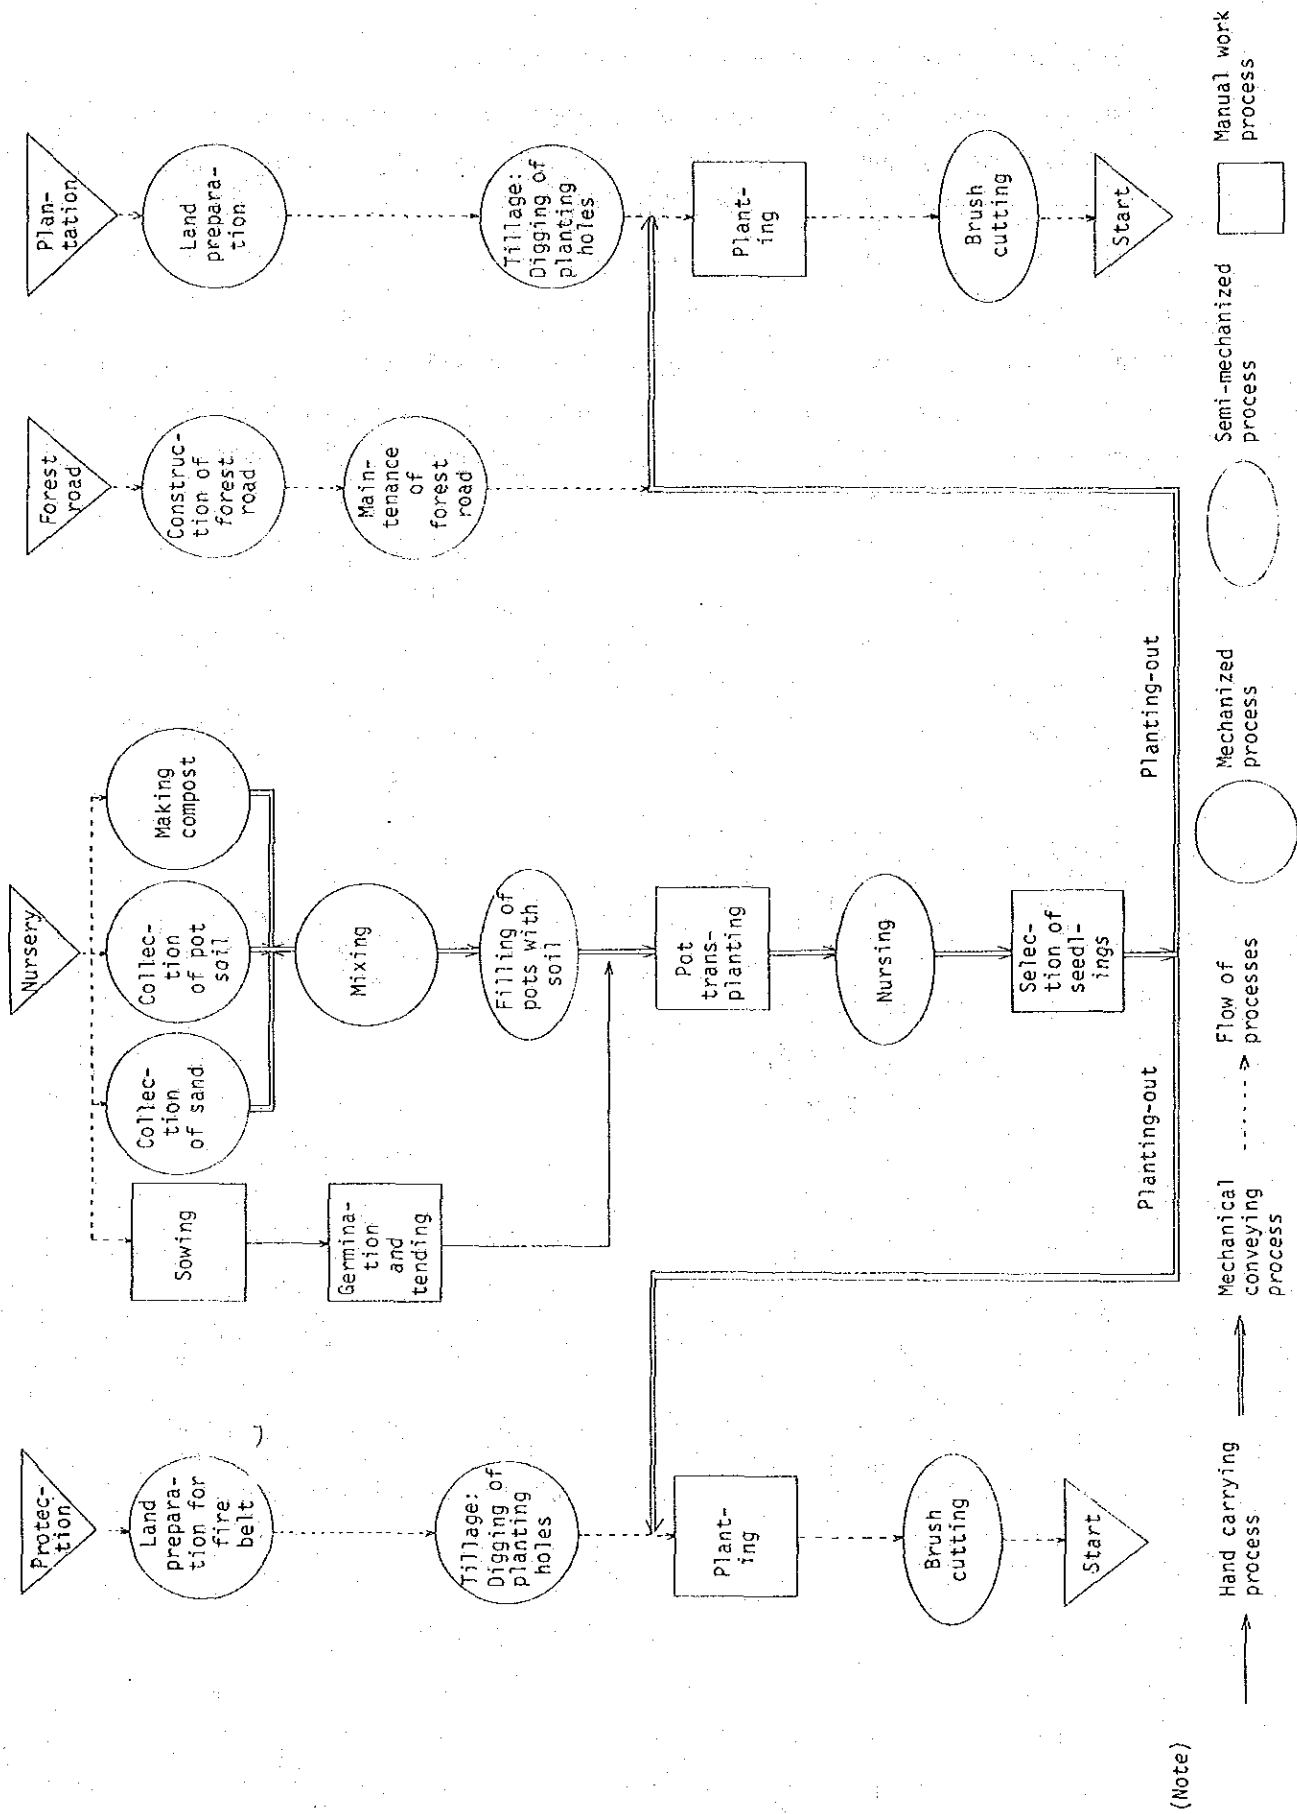 Protec-
tion
Land
prepara-
tion for
fire
belt
Tillage:
Digging of
planting
holes
Plant-
ing
Brush
cutting
Start
Nursery
Sowing
Germina-
tion
and
tending
Collec-
tion
of sand
Collec-
tion
of pot
soil
Making
compost
Mixing
Filling of
pots with
soil
Pot
trans-
planting
Nursing
Selec-
tion of
seedl-
ings
Planting-out
Planting-out
Forest
road
Construc-
tion of
forest
road
Main-
tenance
of
forest
road
Plan-
tation
Land
prepara-
tion
Tillage:
Digging of
planting
holes
Plant-
ing
Brush
cutting
Start
(Note)
Hand carrying
process
Mechanical
conveying
process
Flow of
processes
Mechanized
process
Semi-mechanized
process
Manual work
process